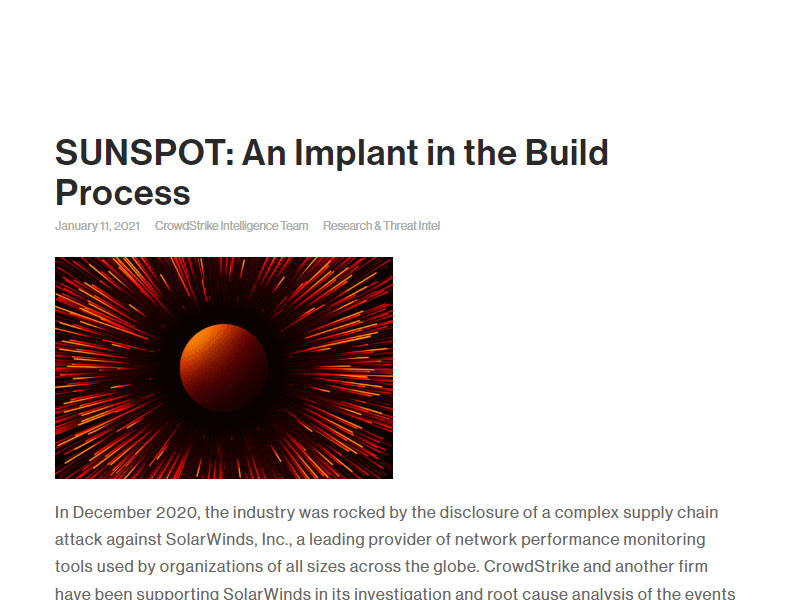 SUNSPOT: An Implant in the Build
Process
January 11, 2021 CrowdStrike Intelligence Team Research & Threat Intel
In December 2020, the industry was rocked by the disclosure of a complex supply chain
attack against SolarWinds, Inc., a leading provider of network performance monitoring
tools used by organizations of all sizes across the globe. CrowdStrike and another firm
have been supporting SolarWinds in its investigation and root cause analysis of the events